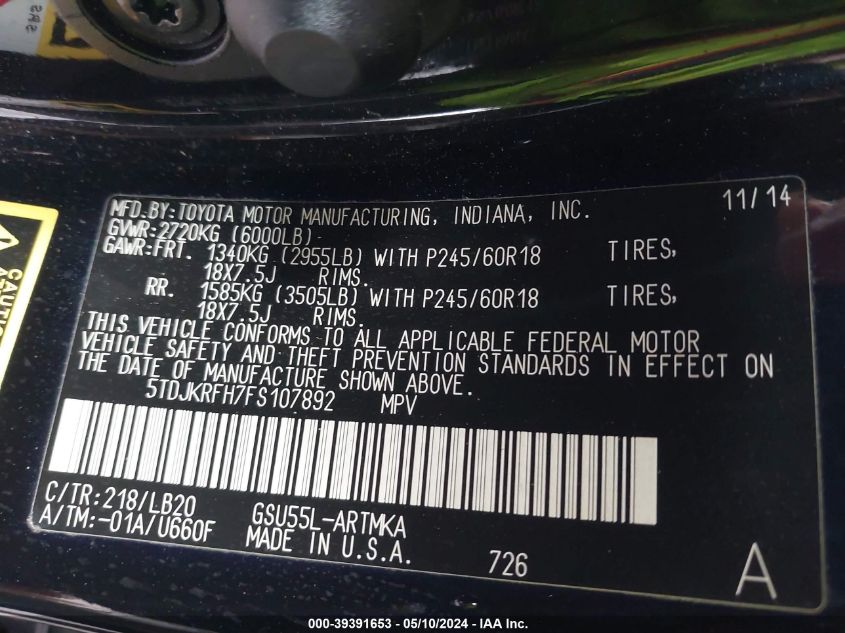 MFD.BY:TOYOTA MOTOR MANUFACTURING, INDIANA, INC. 11/14
GVWR:2720KG (6000LB)
GAWR:FRT. 1340KG (2955LB) WITH P245/60R18 TIRES,
18X7.5J RIMS.
RR. 1585KG (3505LB) WITH P245/60R18 TIRES,
18X7.5J RIMS.
THIS VEHICLE CONFORMS TO ALL APPLICABLE FEDERAL MOTOR
VEHICLE SAFETY AND THEFT PREVENTION STANDARDS IN EFFECT ON
THE DATE OF MANUFACTURE SHOWN ABOVE.
5TDJKRFH7FS107892 MPV
C/TR:218/LB20 GSU55L-ARTMKA
A/TM:-01A/U660F MADE IN U.S.A. 726 A
000-39391653 - 05/10/2024 - IAA Inc.